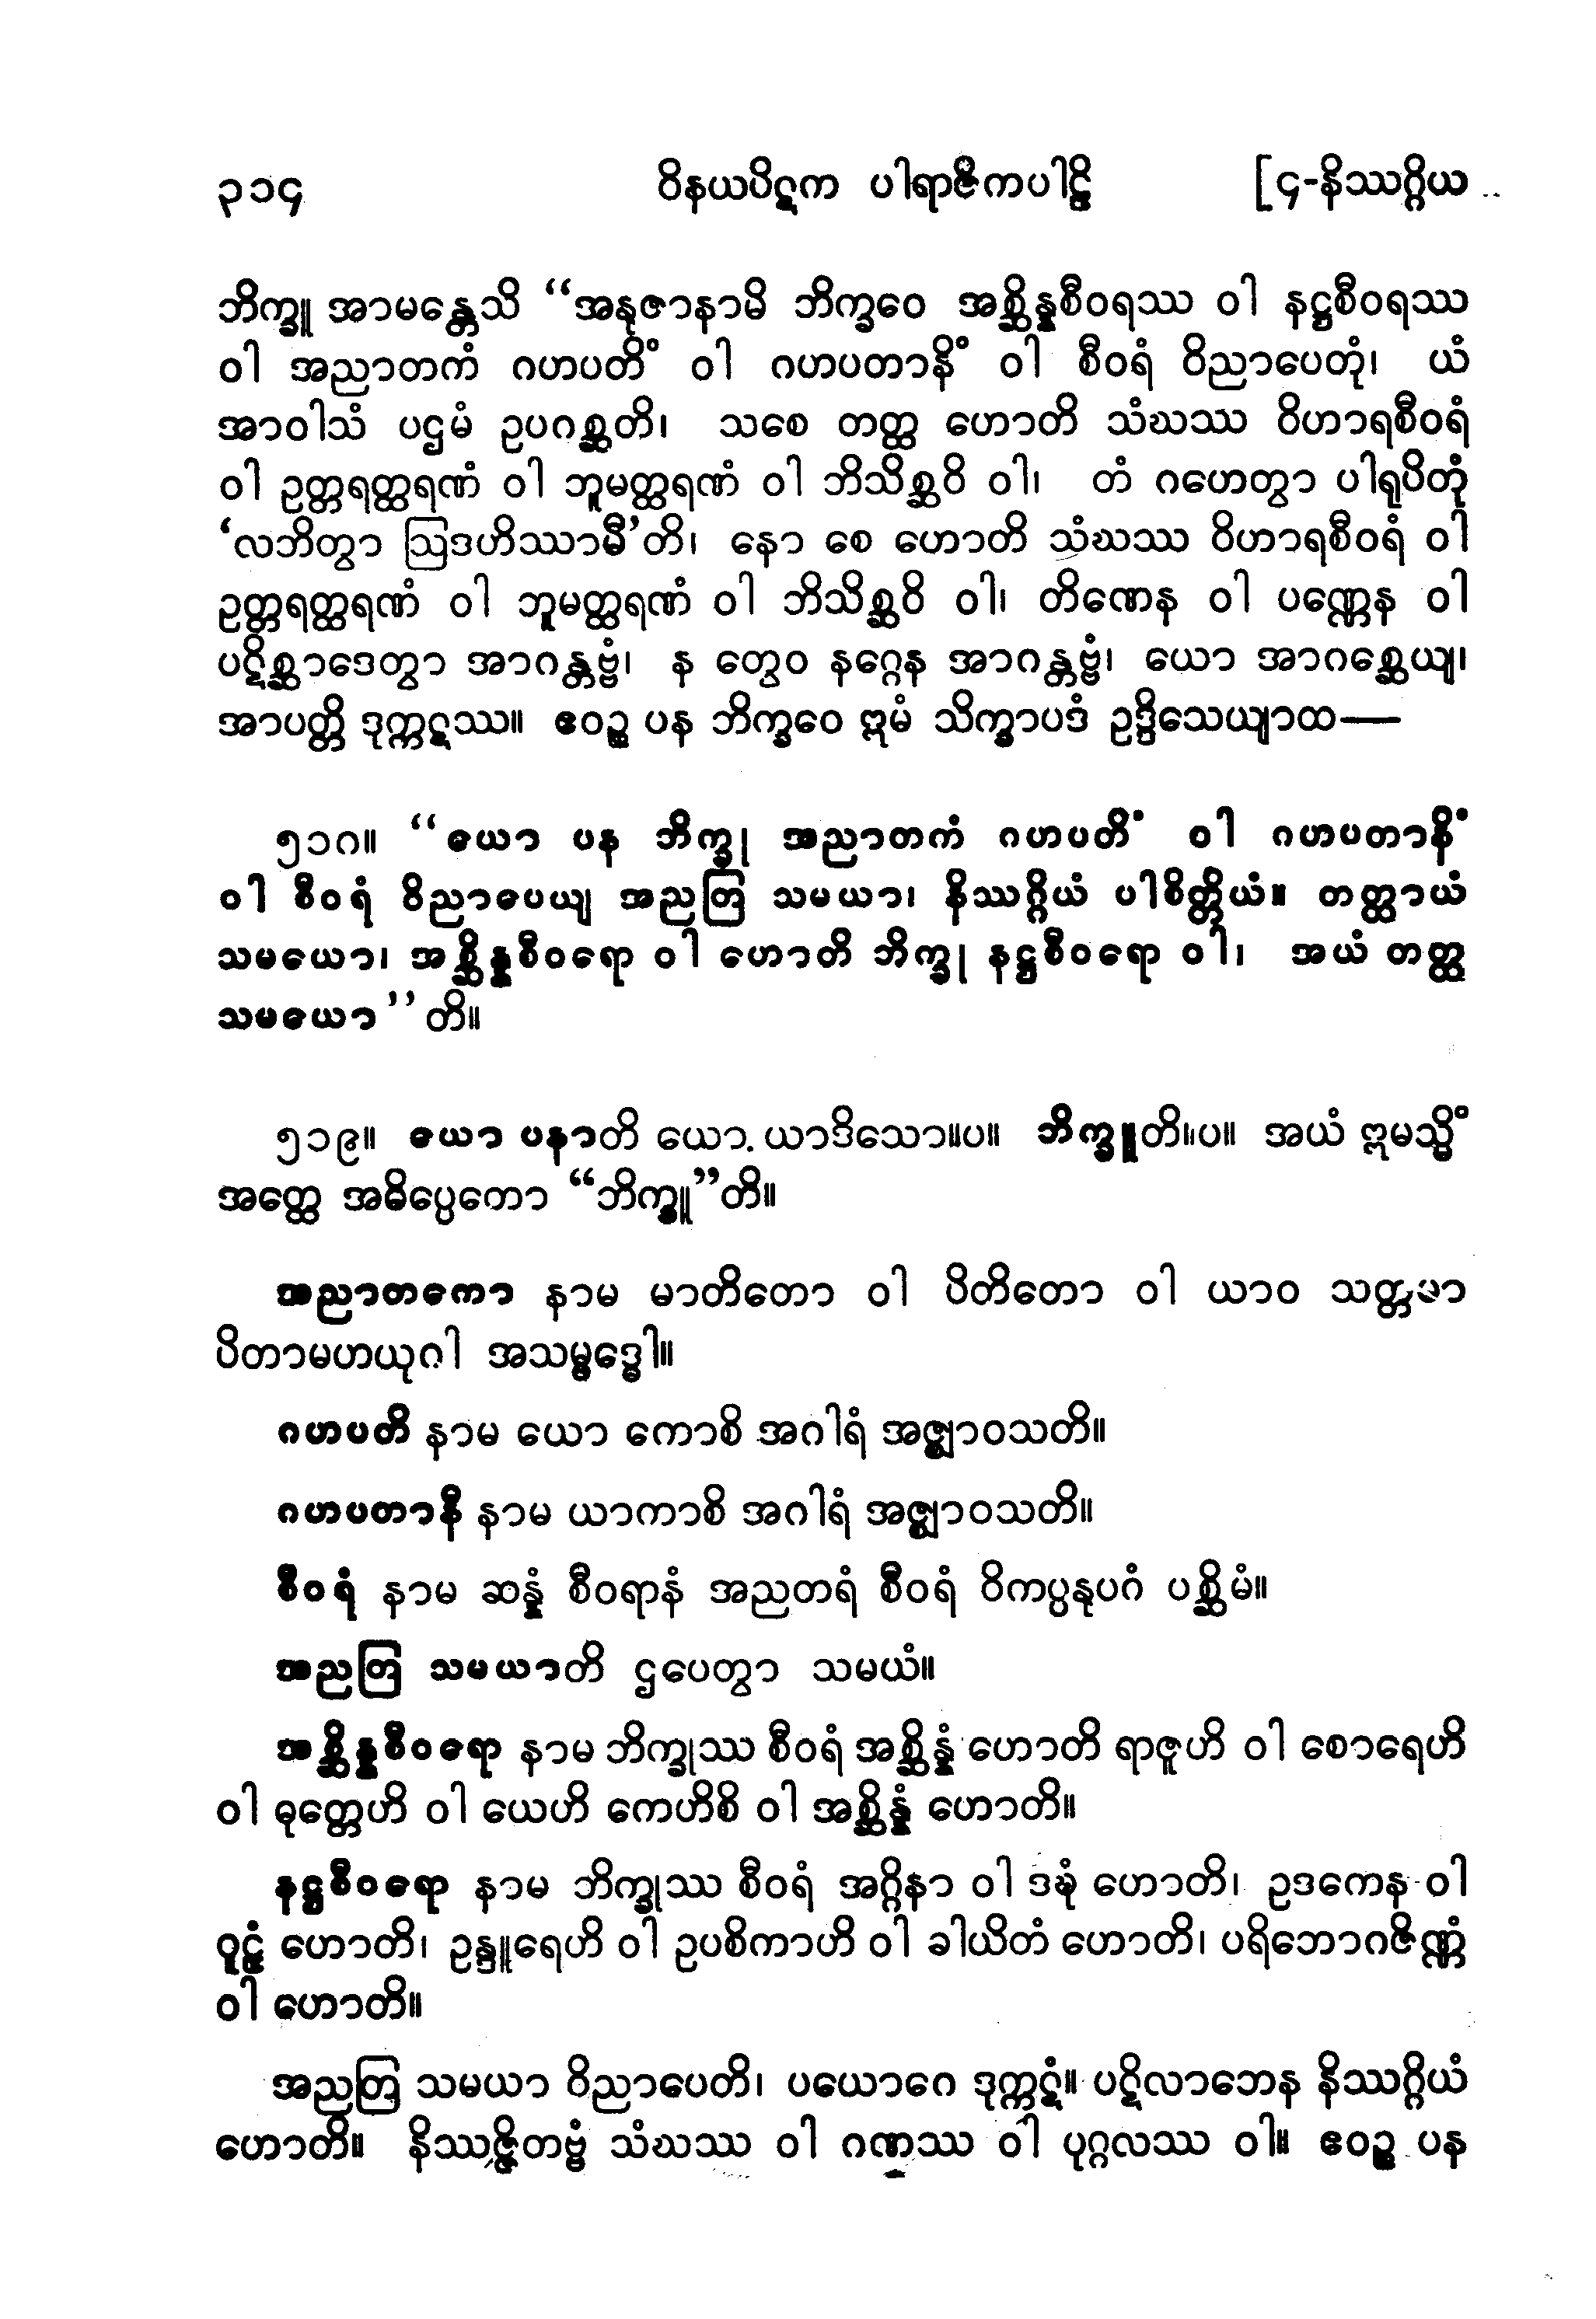 ၃၁၄ ဝိနယပိဋက ပါရာဇိကပါဠိ [၄-နိဿဂ္ဂိယ
ဘိက္ခူ အာမန္တေသိ “အနုဇာနာမိ ဘိက္ခဝေ အစ္ဆိန္နစီဝရဿ ဝါ နဋ္ဌစီဝရဿ
ဝါ အညာတကံ ဂဟပတိံ ဝါ ဂဟပတာနိံ ဝါ စီဝရံ ဝိညာပေတုံ၊ ယံ
အာဝါသံ ပဌမံ ဥပဂစ္ဆတိ၊ သစေ တတ္ထ ဟောတိ သံဃဿ ဝိဟာရစီဝရံ
ဝါ ဥတ္တရတ္ထရဏံ ဝါ ဘူမတ္ထရဏံ ဝါ ဘိသိစ္ဆဝိ ဝါ၊ တံ ဂဟေတွာ ပါရုပိတုံ
‘လဘိတွာ ဩဒဟိဿာမီ’တိ၊ နော စေ ဟောတိ သံဃဿ ဝိဟာရစီဝရံ ဝါ
ဥတ္တရတ္ထရဏံ ဝါ ဘူမတ္ထရဏံ ဝါ ဘိသိစ္ဆဝိ ဝါ၊ တိဏေန ဝါ ပဏ္ဏေန ဝါ
ပဋိစ္ဆာဒေတွာ အာဂန္တဗ္ဗံ၊ န တွေဝ နဂ္ဂေန အာဂန္တဗ္ဗံ၊ ယော အာဂစ္ဆေယျ၊
အာပတ္တိ ဒုက္ကဋဿ။ ဧဝဉ္စ ပန ဘိက္ခဝေ ဣမံ သိက္ခာပဒံ ဥဒ္ဒိသေယျာထ—
၅၁၈။ “ယော ပန ဘိက္ခု အညာတကံ ဂဟပတိံ ဝါ ဂဟပတာနိံ
ဝါ စီဝရံ ဝိညာပေယျ အညတြ သမယာ၊ နိဿဂ္ဂိယံ ပါစိတ္တိယံ။ တတ္ထာယံ
သမယော၊ အစ္ဆိန္နစီဝရော ဝါ ဟောတိ ဘိက္ခု နဋ္ဌစီဝရော ဝါ၊ အယံ တတ္ထ
သမယော”တိ။
၅၁၉။ ယော ပနာတိ ယော ယာဒိသော။ပ။ ဘိက္ခူတိ။ပ။ အယံ ဣမသ္မိံ
အတ္ထေ အဓိပ္ပေတော “ဘိက္ခူ”တိ။
အညာတကော နာမ မာတိတော ဝါ ပိတိတော ဝါ ယာဝ သတ္တမာ
ပိတာမဟယုဂါ အသမ္ဗဒ္ဓေါ။
ဂဟပတိ နာမ ယော ကောစိ အဂါရံ အဇ္ဈာဝသတိ။
ဂဟပတာနီ နာမ ယာကာစိ အဂါရံ အဇ္ဈာဝသတိ။
စီဝရံ နာမ ဆန္နံ စီဝရာနံ အညတရံ စီဝရံ ဝိကပ္ပနုပဂံ ပစ္ဆိမံ။
အညတြ သမယာတိ ဌပေတွာ သမယံ။
အစ္ဆိန္နစီဝရော နာမ ဘိက္ခုဿ စီဝရံ အစ္ဆိန္နံ ဟောတိ ရာဇူဟိ ဝါ စောရေဟိ
ဝါ ဓုတ္တေဟိ ဝါ ယေဟိ ကေဟိစိ ဝါ အစ္ဆိန္နံ ဟောတိ။
နဋ္ဌစီဝရော နာမ ဘိက္ခုဿ စီဝရံ အဂ္ဂိနာ ဝါ ဒဍ္ဎံ ဟောတိ၊ ဥဒကေန ဝါ
ဝူဠှံ ဟောတိ၊ ဥန္ဒူရေဟိ ဝါ ဥပစိကာဟိ ဝါ ခါယိတံ ဟောတိ၊ ပရိဘောဂဇိဏ္ဏံ
ဝါ ဟောတိ။
အညတြ သမယာ ဝိညာပေတိ၊ ပယောဂေ ဒုက္ကဋံ။ ပဋိလာဘေန နိဿဂ္ဂိယံ
ဟောတိ။ နိဿဇ္ဇိတဗ္ဗံ သံဃဿ ဝါ ဂဏဿ ဝါ ပုဂ္ဂလဿ ဝါ။ ဧဝဉ္စ ပန